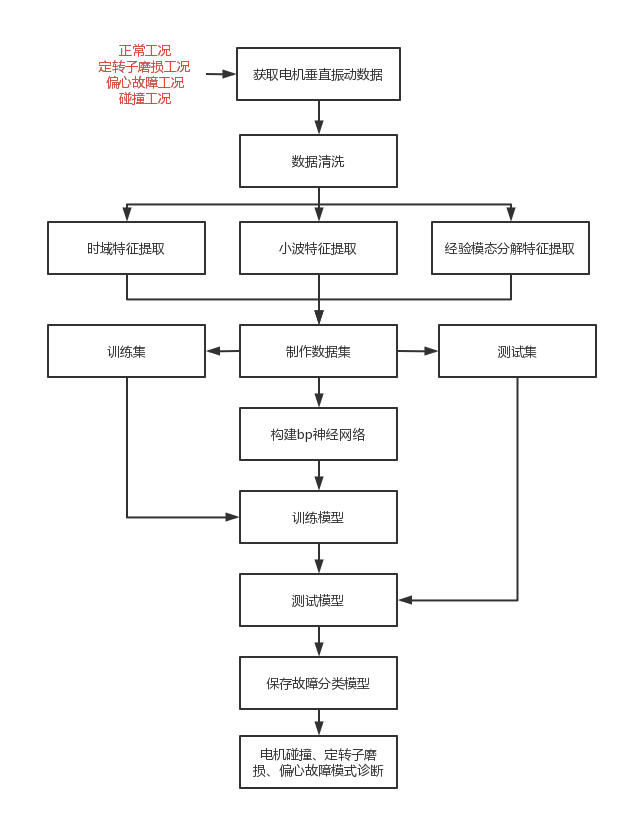 正常工况
定转子磨损工况
偏心故障工况
碰撞工况
获取电机垂直振动数据
数据清洗
时域特征提取
小波特征提取
经验模态分解特征提取
训练集
制作数据集
测试集
构建bp神经网络
训练模型
测试模型
保存故障分类模型
电机碰撞、定转子磨
损、偏心故障模式诊断